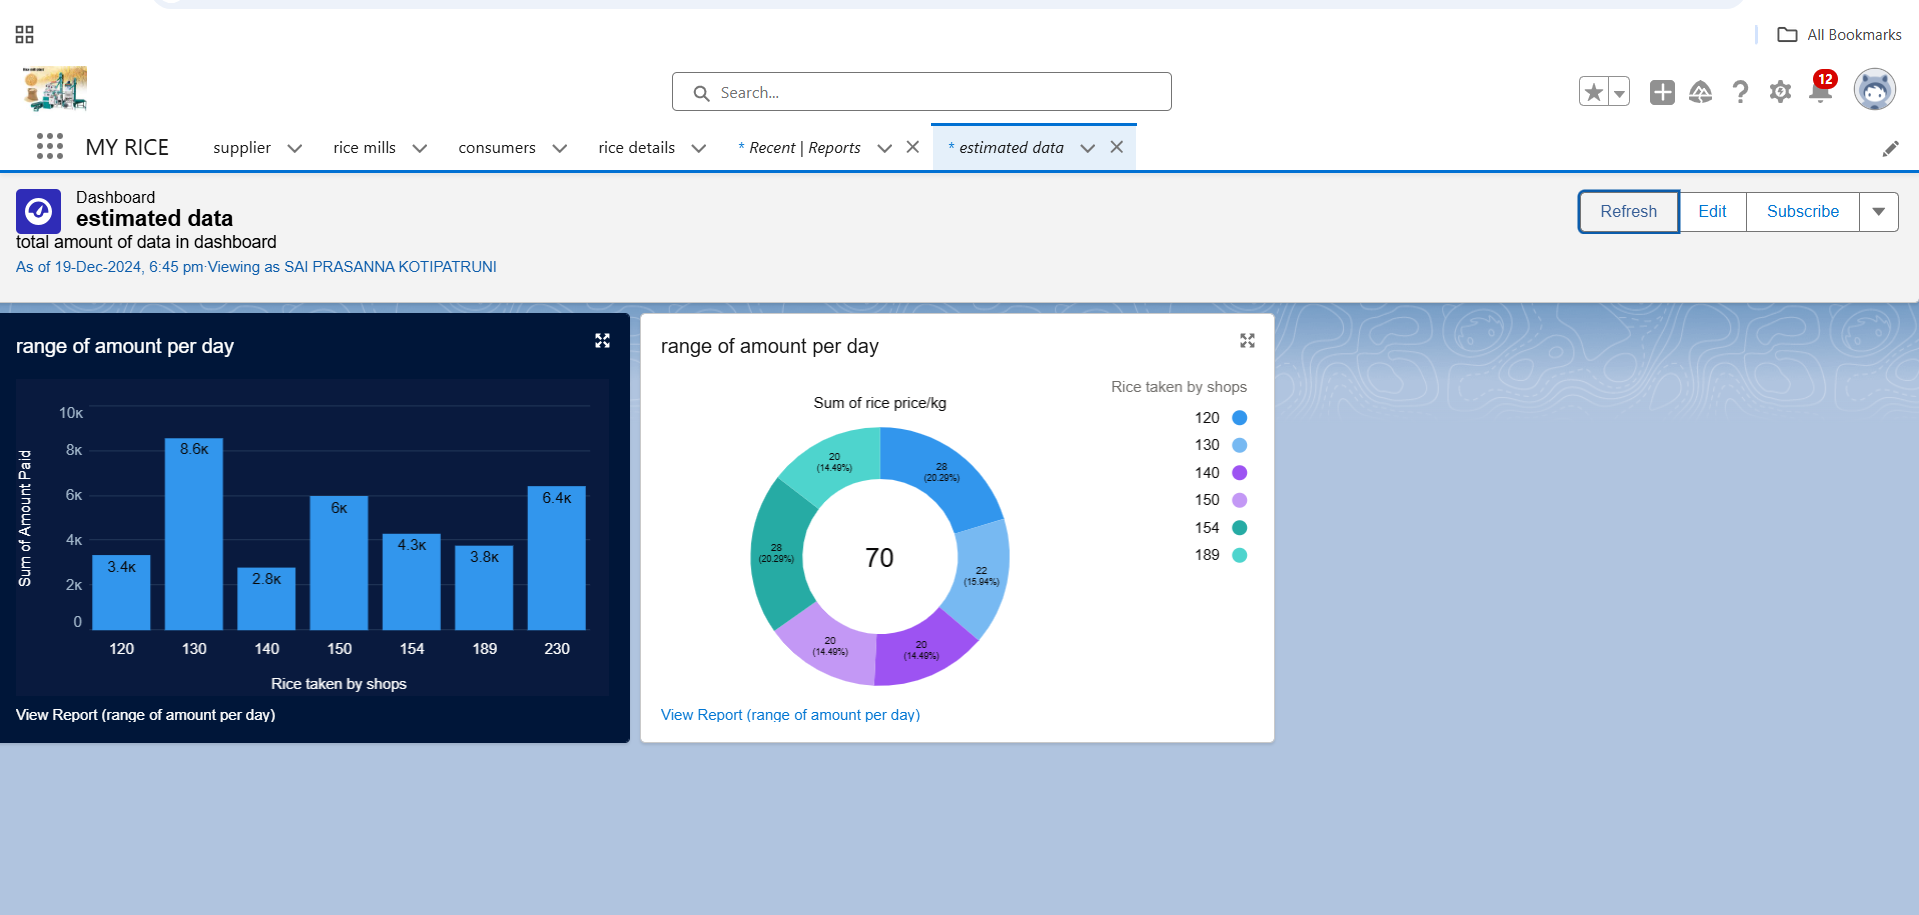 All Bookmarks
Search...
12
MY RICE
supplier
rice mills
consumers
rice details
* Recent | Reports
* estimated data
Dashboard
estimated data
total amount of data in dashboard
As of 19-Dec-2024, 6:45 pm·Viewing as SAI PRASANNA KOTIPATRUNI
Refresh
Edit
Subscribe
range of amount per day
Sum of Amount Paid
10K
8K
6K
4K
2K
0
3.4K
8.6K
2.8K
6K
4.3K
3.8K
6.4K
120
130
140
150
154
189
230
Rice taken by shops
View Report (range of amount per day)
range of amount per day
Sum of rice price/kg
28
(20.29%)
22
(15.94%)
20
(14.49%)
20
(14.49%)
28
(20.29%)
20
(14.49%)
70
Rice taken by shops
120
130
140
150
154
189
View Report (range of amount per day)